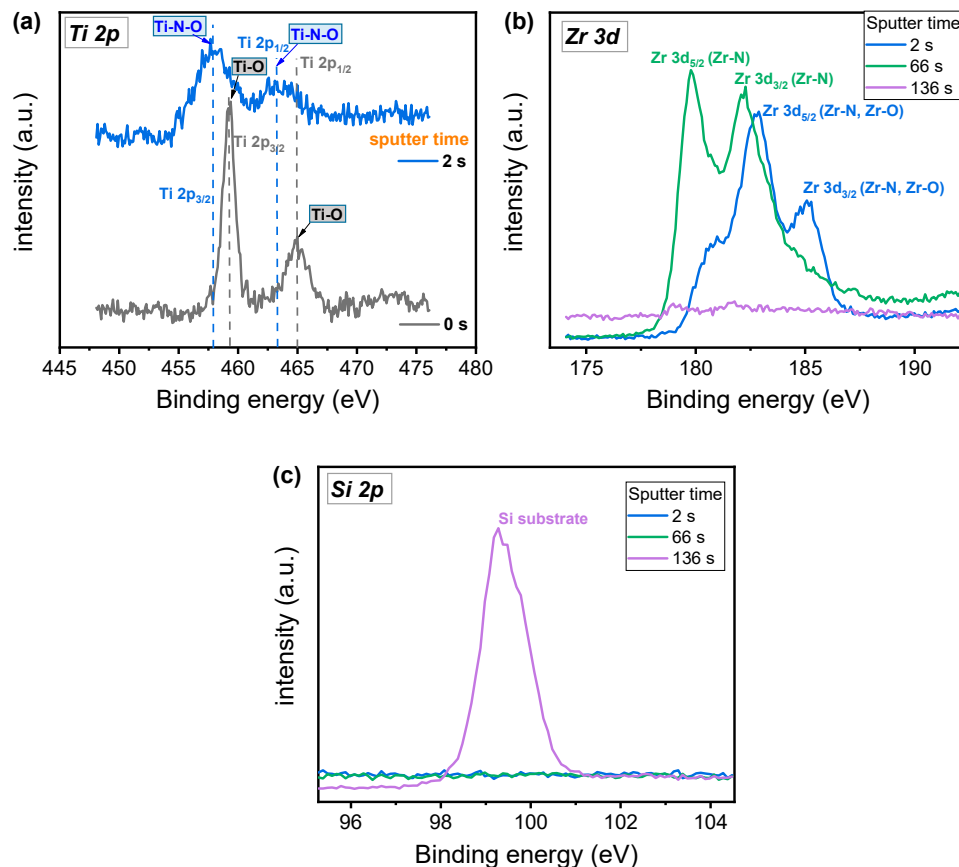 (a)
Ti 2p
Ti-N-O
Ti 2p1/2
Ti-N-O
Ti-O
Ti 2p1/2
sputter time
2 s
Ti 2p3/2
Ti 2p3/2
Ti-O
0 s
intensity (a.u.)
445 450 455 460 465 470 475 480
Binding energy (eV)
(b)
Zr 3d
Sputter time
2 s
66 s
136 s
Zr 3d5/2 (Zr-N)
Zr 3d3/2 (Zr-N)
Zr 3d5/2 (Zr-N, Zr-O)
Zr 3d3/2 (Zr-N, Zr-O)
intensity (a.u.)
175 180 185 190
Binding energy (eV)
(c)
Si 2p
Sputter time
2 s
66 s
136 s
Si substrate
intensity (a.u.)
96 98 100 102 104
Binding energy (eV)